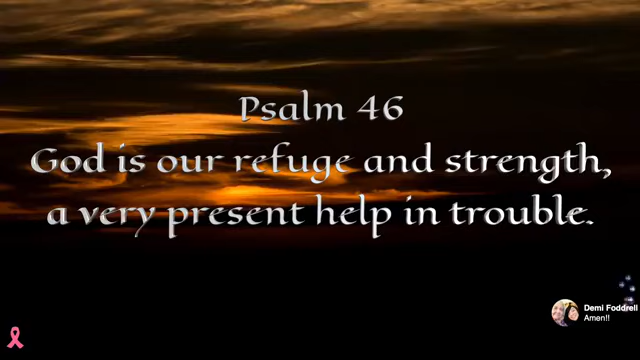 Psalm 46
God is our refuge and strength,
a very present help in trouble.
Demi Foddrell
Amen!!